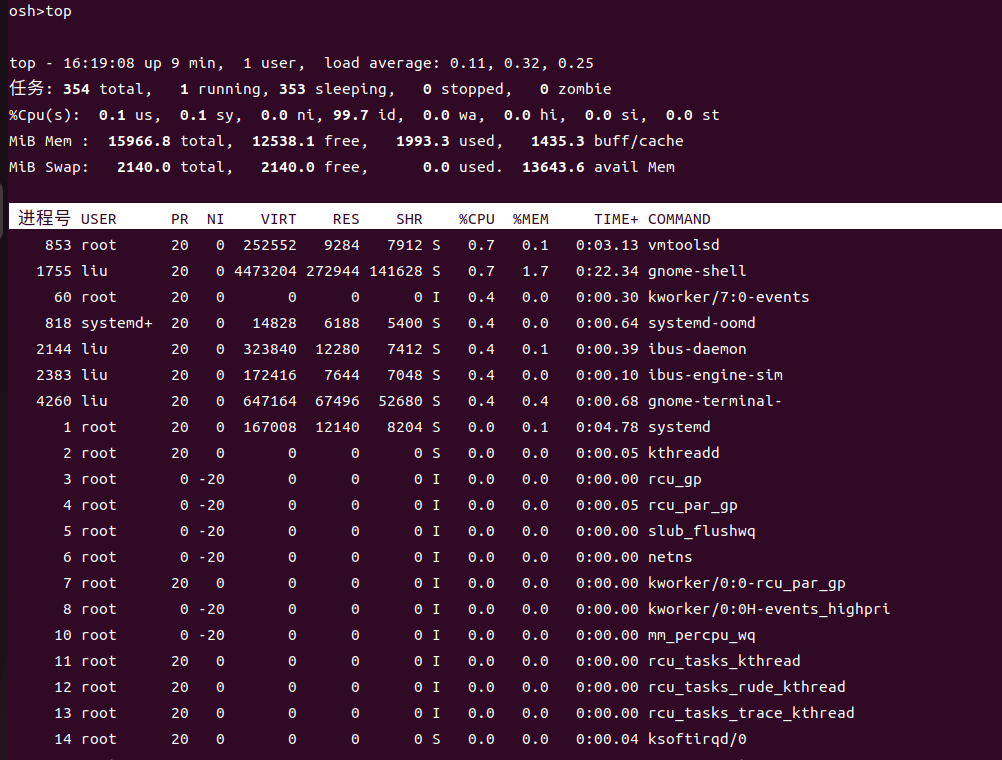 osh>top
top - 16:19:08 up 9 min,  1 user,  load average: 0.11, 0.32, 0.25
任务: 354 total,   1 running, 353 sleeping,   0 stopped,   0 zombie
%Cpu(s):  0.1 us,  0.1 sy,  0.0 ni, 99.7 id,  0.0 wa,  0.0 hi,  0.0 si,  0.0 st
MiB Mem :  15966.8 total,  12538.1 free,   1993.3 used,   1435.3 buff/cache
MiB Swap:   2140.0 total,   2140.0 free,      0.0 used.  13643.6 avail Mem
进程号 USER      PR  NI    VIRT    RES    SHR    %CPU  %MEM     TIME+ COMMAND
853 root      20   0  252552   9284   7912 S   0.7   0.1   0:03.13 vmtoolsd
1755 liu       20   0 4473204 272944 141628 S   0.7   1.7   0:22.34 gnome-shell
60 root      20   0       0      0      0 I   0.4   0.0   0:00.30 kworker/7:0-events
818 systemd+  20   0   14828   6188   5400 S   0.4   0.0   0:00.64 systemd-oomd
2144 liu       20   0  323840  12280   7412 S   0.4   0.1   0:00.39 ibus-daemon
2383 liu       20   0  172416   7644   7048 S   0.4   0.0   0:00.10 ibus-engine-sim
4260 liu       20   0  647164  67496  52680 S   0.4   0.4   0:00.68 gnome-terminal-
1 root      20   0  167008  12140   8204 S   0.0   0.1   0:04.78 systemd
2 root      20   0       0      0      0 S   0.0   0.0   0:00.05 kthreadd
3 root       0 -20       0      0      0 I   0.0   0.0   0:00.00 rcu_gp
4 root       0 -20       0      0      0 I   0.0   0.0   0:00.05 rcu_par_gp
5 root       0 -20       0      0      0 I   0.0   0.0   0:00.00 slub_flushwq
6 root       0 -20       0      0      0 I   0.0   0.0   0:00.00 netns
7 root      20   0       0      0      0 I   0.0   0.0   0:00.00 kworker/0:0-rcu_par_gp
8 root       0 -20       0      0      0 I   0.0   0.0   0:00.00 kworker/0:0H-events_highpri
10 root       0 -20       0      0      0 I   0.0   0.0   0:00.00 mm_percpu_wq
11 root      20   0       0      0      0 I   0.0   0.0   0:00.00 rcu_tasks_kthread
12 root      20   0       0      0      0 I   0.0   0.0   0:00.00 rcu_tasks_rude_kthread
13 root      20   0       0      0      0 I   0.0   0.0   0:00.00 rcu_tasks_trace_kthread
14 root      20   0       0      0      0 S   0.0   0.0   0:00.04 ksoftirqd/0